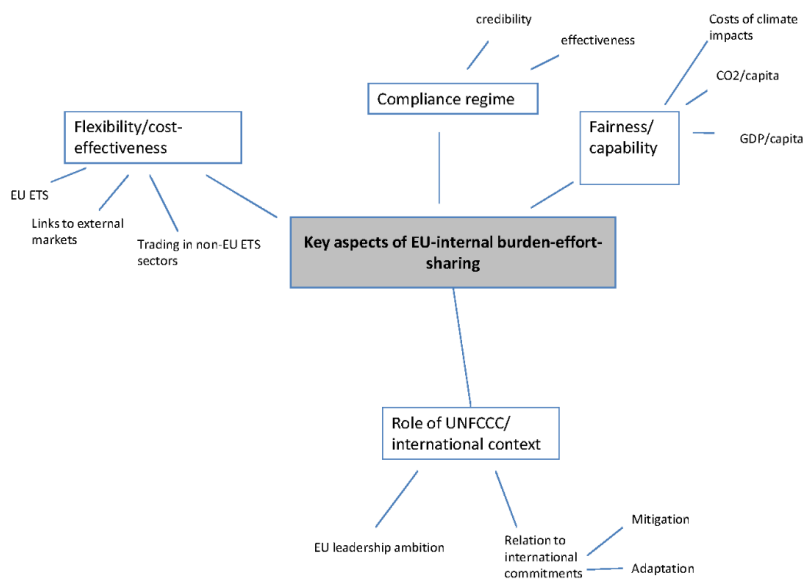 credibility
effectiveness
Costs of climate
impacts
CO2/capita
GDP/capita
Compliance regime
Fairness/
capability
Flexibility/cost-
effectiveness
EU ETS
Links to external
markets
Trading in non-EU ETS
sectors
Key aspects of EU-internal burden-effort-
sharing
Role of UNFCCC/
international context
EU leadership ambition
Relation to
international
commitments
Mitigation
Adaptation